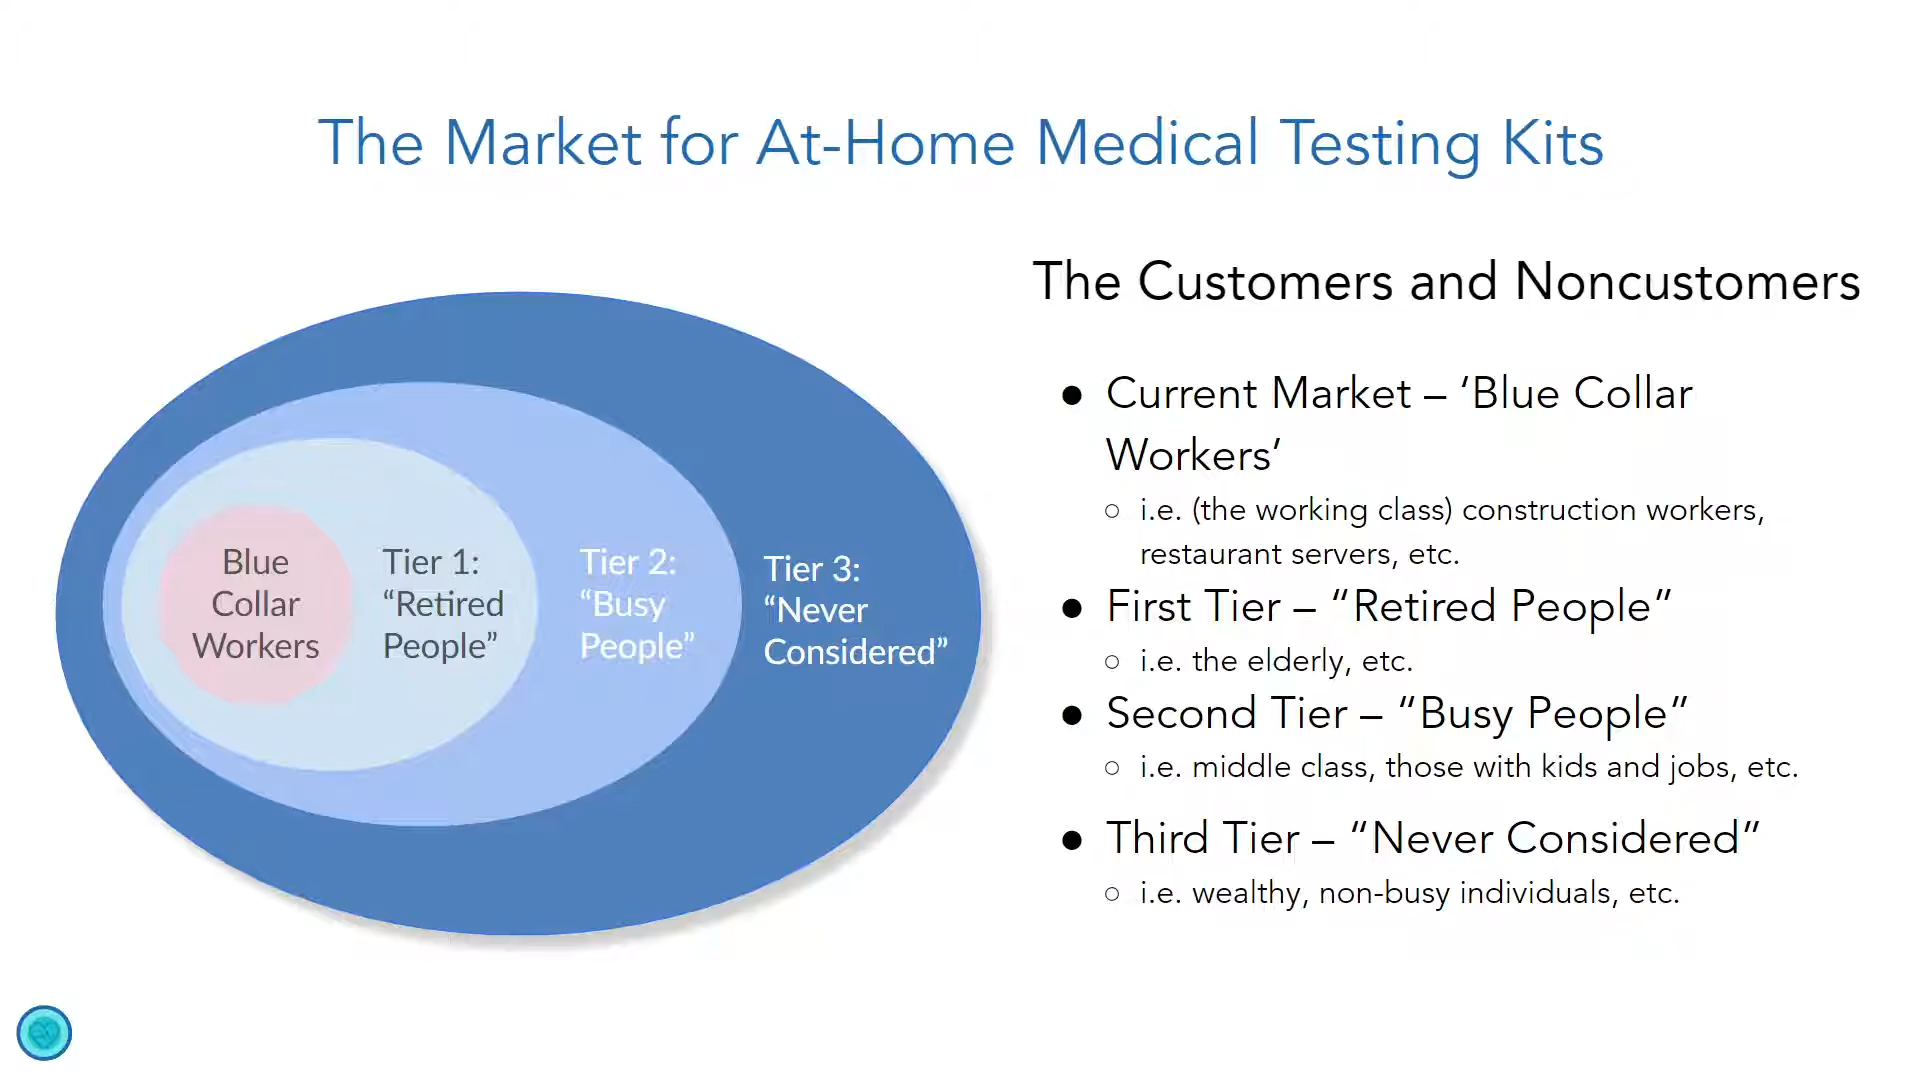 The Market for At-Home Medical Testing Kits
Blue
Collar
Workers
Tier 1:
“Retired
People”
Tier 2:
“Busy
People”
Tier 3:
“Never
Considered”
The Customers and Noncustomers
● Current Market – ‘Blue Collar
Workers’
○ i.e. (the working class) construction workers,
restaurant servers, etc.
● First Tier – “Retired People”
○ i.e. the elderly, etc.
● Second Tier – “Busy People”
○ i.e. middle class, those with kids and jobs, etc.
● Third Tier – “Never Considered”
○ i.e. wealthy, non-busy individuals, etc.